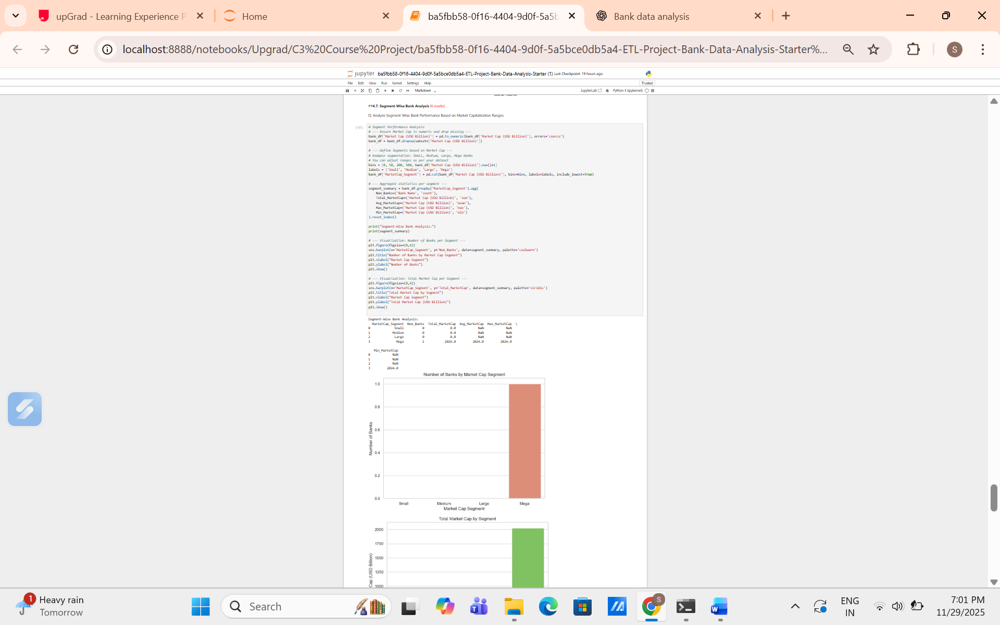 upGrad - Learning Experience P
Home
ba5fbb58-0f16-4404-9d0f-5a5b
Bank data analysis
localhost:8888/notebooks/Upgrad/C3%20Course%20Project/ba5fbb58-0f16-4404-9d0f-5a5bce0db5a4-ETL-Project-Bank-Data-Analysis-Starter%...
S
jupyter ba5fbb58-0f16-4404-9d0f-5a5bce0db5a4-ETL-Project-Bank-Data-Analysis-Starter (1) Last Checkpoint: 19 hours ago
File Edit View Run Kernel Settings Help
Trusted
Markdown
JupyterLab
Python 3 (ipykernel)
##4.7. Segment-Wise Bank Analysis [6 marks]
Q: Analyze Segment-Wise Bank Performance Based on Market Capitalization Ranges
[50]:
# Segment Performance Analysis
# --- Ensure Market Cap is numeric and drop missing ---
bank_df['Market Cap (USD Billion)'] = pd.to_numeric(bank_df['Market Cap (USD Billion)'], errors='coerce')
bank_df = bank_df.dropna(subset=['Market Cap (USD Billion)'])
# --- Define Segments based on Market Cap ---
# Example segmentation: Small, Medium, Large, Mega banks
# You can adjust ranges as per your dataset
bins = [0, 50, 200, 500, bank_df['Market Cap (USD Billion)'].max()+1]
labels = ['Small', 'Medium', 'Large', 'Mega']
bank_df['MarketCap_Segment'] = pd.cut(bank_df['Market Cap (USD Billion)'], bins=bins, labels=labels, include_lowest=True)
# --- Aggregate statistics per segment ---
segment_summary = bank_df.groupby('MarketCap_Segment').agg(
Num_Banks=('Bank Name', 'count'),
Total_MarketCap=('Market Cap (USD Billion)', 'sum'),
Avg_MarketCap=('Market Cap (USD Billion)', 'mean'),
Max_MarketCap=('Market Cap (USD Billion)', 'max'),
Min_MarketCap=('Market Cap (USD Billion)', 'min')
).reset_index()
print("Segment-Wise Bank Analysis:")
print(segment_summary)
# --- Visualization: Number of Banks per Segment ---
plt.figure(figsize=(8,6))
sns.barplot(x='MarketCap_Segment', y='Num_Banks', data=segment_summary, palette='coolwarm')
plt.title("Number of Banks by Market Cap Segment")
plt.xlabel("Market Cap Segment")
plt.ylabel("Number of Banks")
plt.show()
# --- Visualization: Total Market Cap per Segment ---
plt.figure(figsize=(8,6))
sns.barplot(x='MarketCap_Segment', y='Total_MarketCap', data=segment_summary, palette='viridis')
plt.title("Total Market Cap by Segment")
plt.xlabel("Market Cap Segment")
plt.ylabel("Total Market Cap (USD Billion)")
plt.show()
Segment-Wise Bank Analysis:
MarketCap_Segment Num_Banks Total_MarketCap Avg_MarketCap Max_MarketCap \
0 Small 0 0.0 NaN NaN
1 Medium 0 0.0 NaN NaN
2 Large 0 0.0 NaN NaN
3 Mega 1 2024.0 2024.0 2024.0
Min_MarketCap
0 NaN
1 NaN
2 NaN
3 2024.0
Number of Banks by Market Cap Segment
1.0
0.8
0.6
0.4
0.2
0.0
Number of Banks
Small Medium Large Mega
Market Cap Segment
Total Market Cap by Segment
2000
1750
1500
1250
1000
Cap (USD Billion)
1
Heavy rain
Tomorrow
Search
S
ENG
IN
7:01 PM
11/29/2025